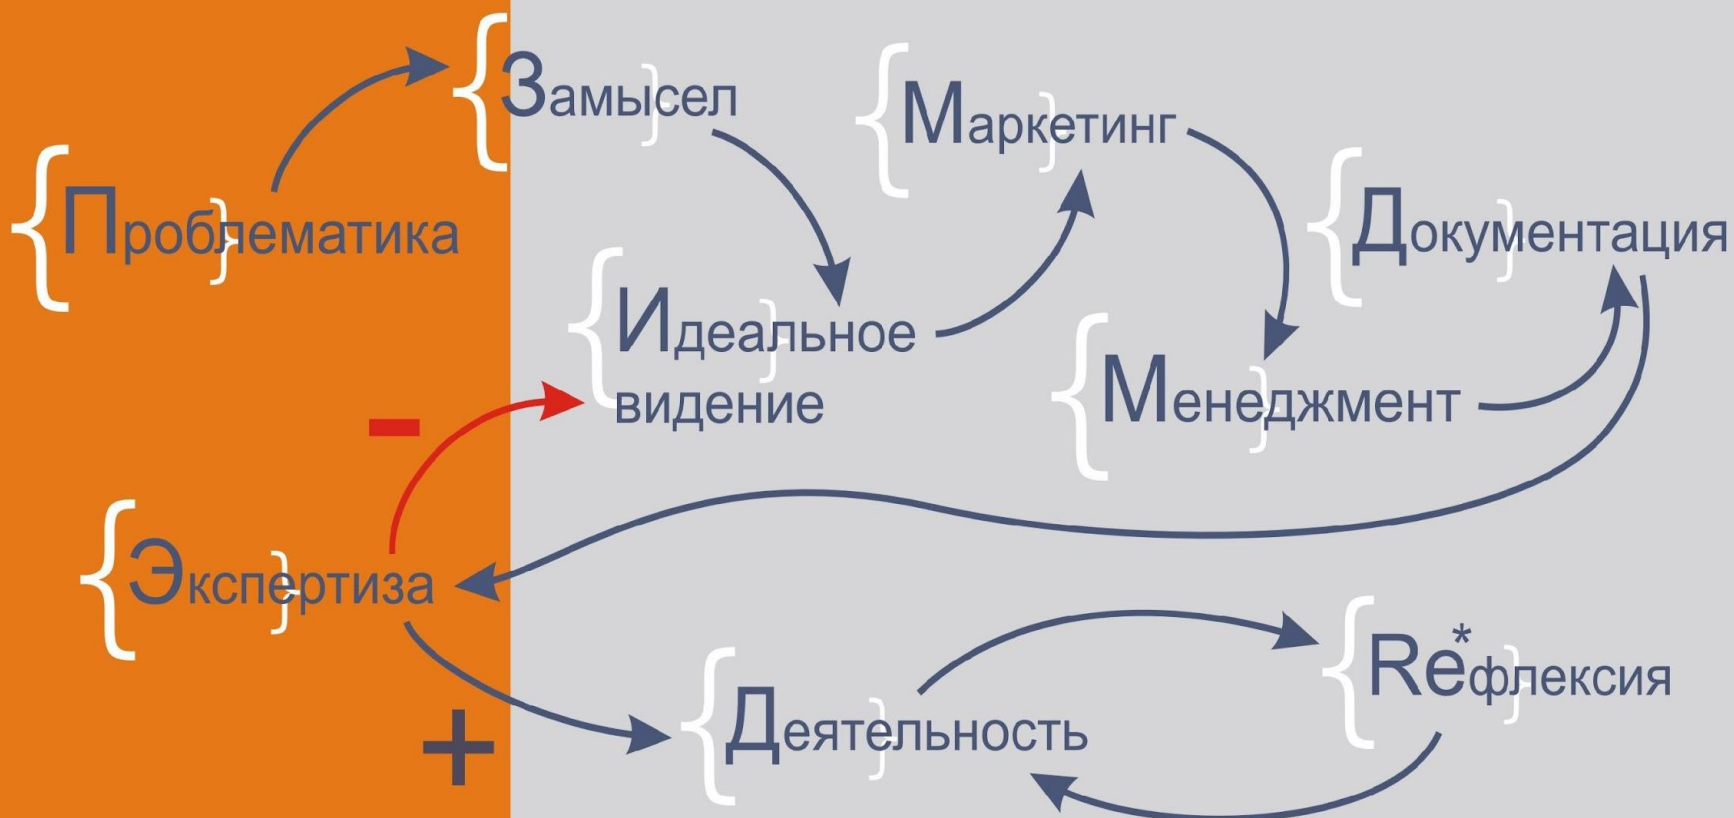 {Замысел}
{Маркетинг}
{Проблематика}
{Документация}
{Идеальное}
видение
{Менеджмент}
-
{Экспертиза}
{Reфлексия}*
{Деятельность}
+